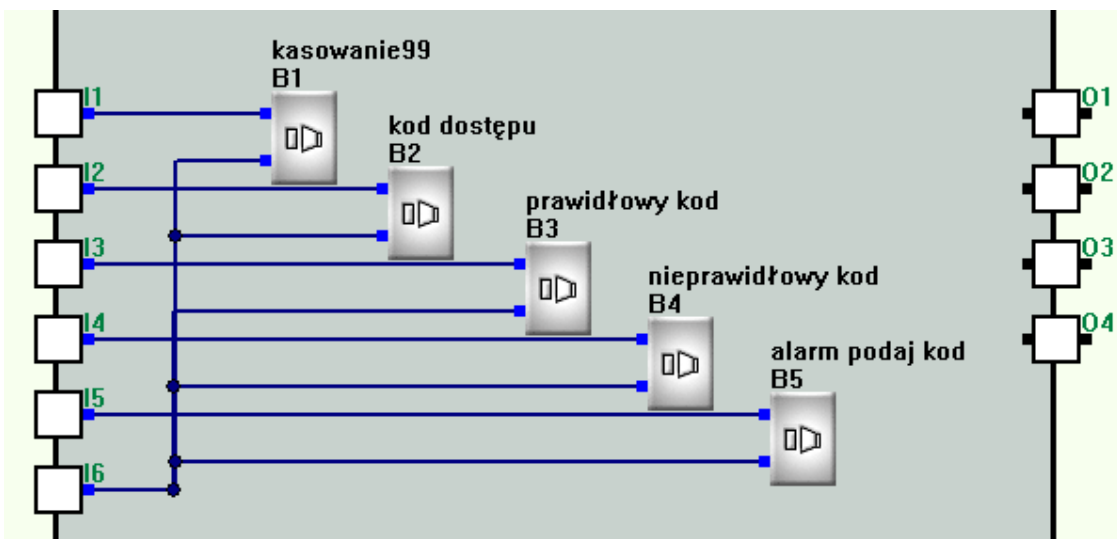 kasowanie99
B1
I1
O1
kod dostępu
B2
I2
O2
prawidłowy kod
B3
I3
O3
nieprawidłowy kod
B4
I4
O4
alarm podaj kod
B5
I5
I6